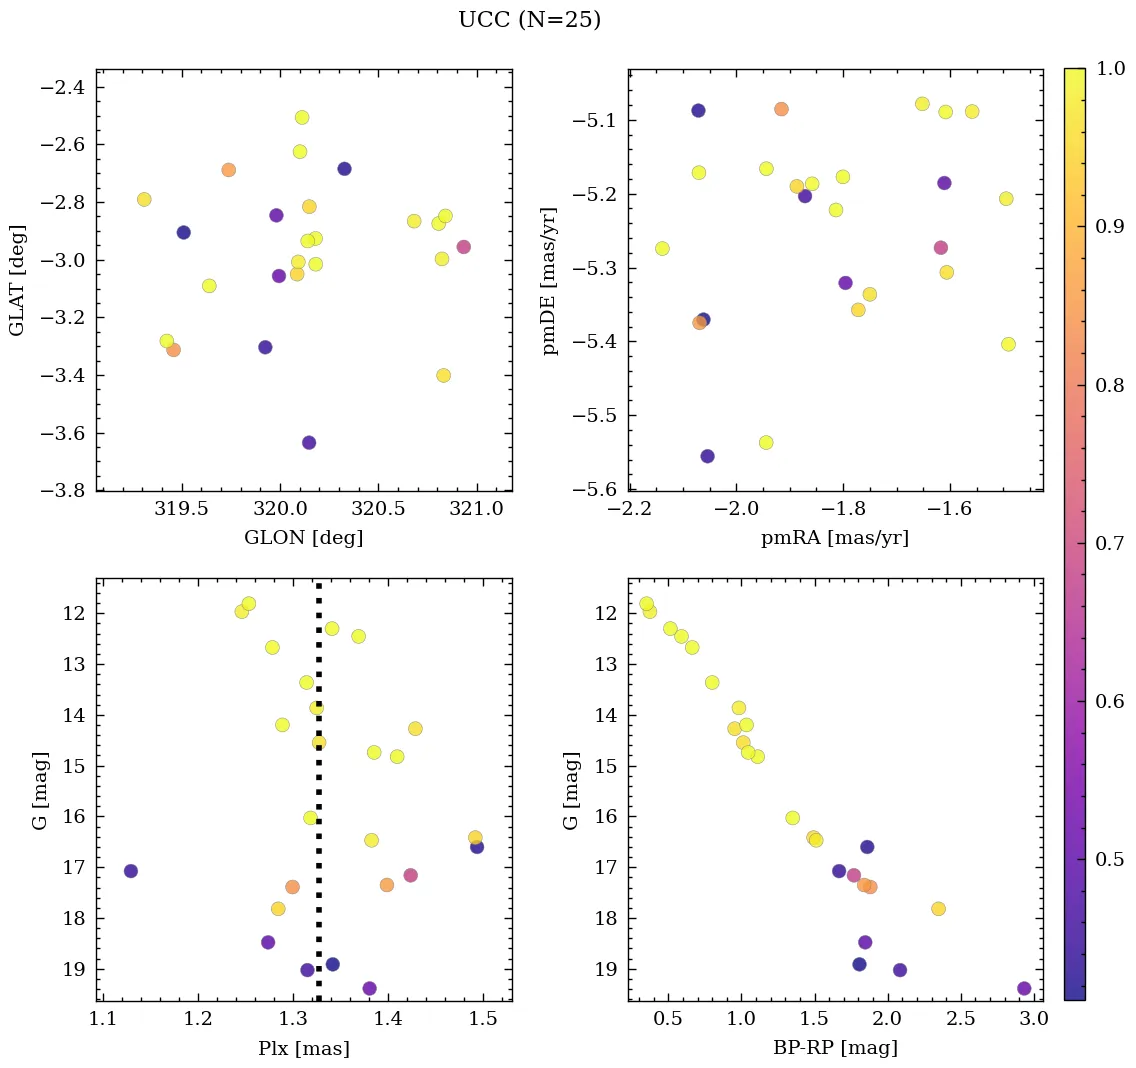 UCC (N=25)
−2.4
−2.6
−2.8
−3.0
−3.2
−3.4
−3.6
−3.8
GLAT [deg]
319.5 320.0 320.5 321.0
GLON [deg]
−5.1
−5.2
−5.3
−5.4
−5.5
−5.6
pmDE [mas/yr]
−2.2 −2.0 −1.8 −1.6
pmRA [mas/yr]
12
13
14
15
16
17
18
19
G [mag]
1.1 1.2 1.3 1.4 1.5
Plx [mas]
12
13
14
15
16
17
18
19
G [mag]
0.5 1.0 1.5 2.0 2.5 3.0
BP-RP [mag]
1.0
0.9
0.8
0.7
0.6
0.5